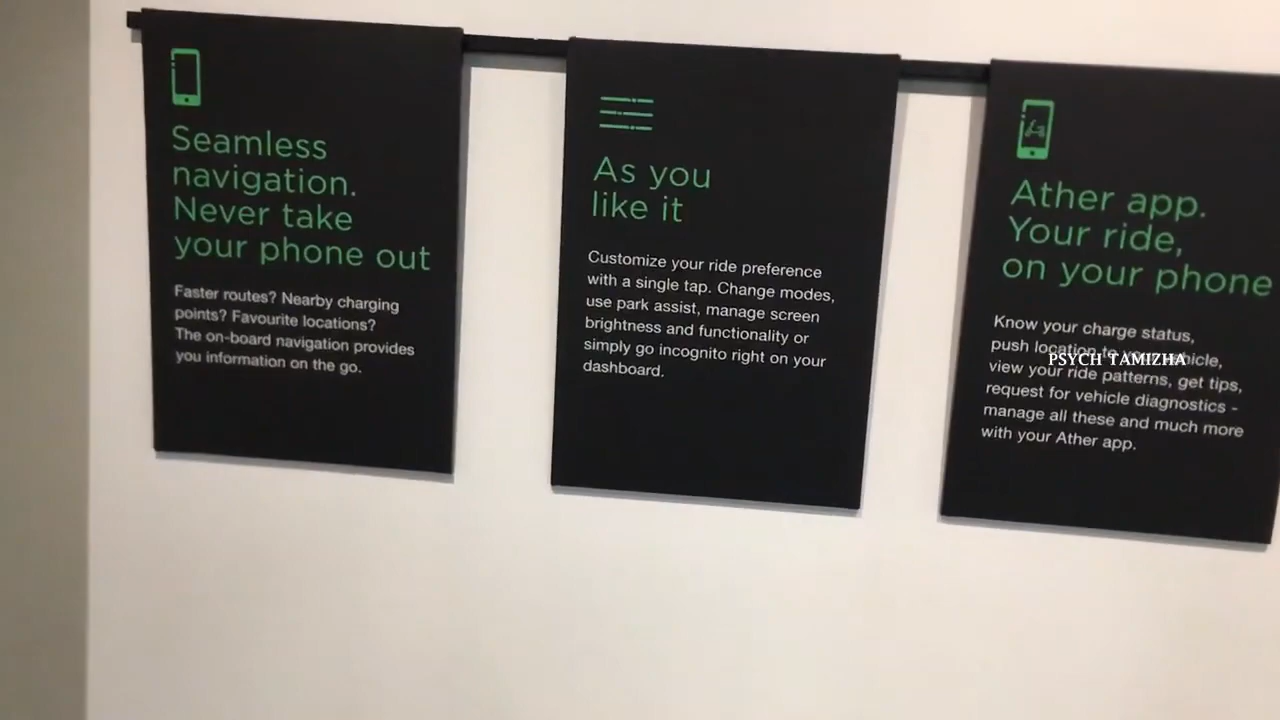 Seamless
navigation.
Never take
your phone out
Faster routes? Nearby charging
points? Favourite locations?
The on-board navigation provides
you information on the go.
As you
like it
Customize your ride preference
with a single tap. Change modes,
use park assist, manage screen
brightness and functionality or
simply go incognito right on your
dashboard.
Ather app.
Your ride,
on your phone
Know your charge status,
push location to
view your ride patterns, get tips,
request for vehicle diagnostics -
manage all these and much more
with your Ather app.
PSYCH TAMIZHA